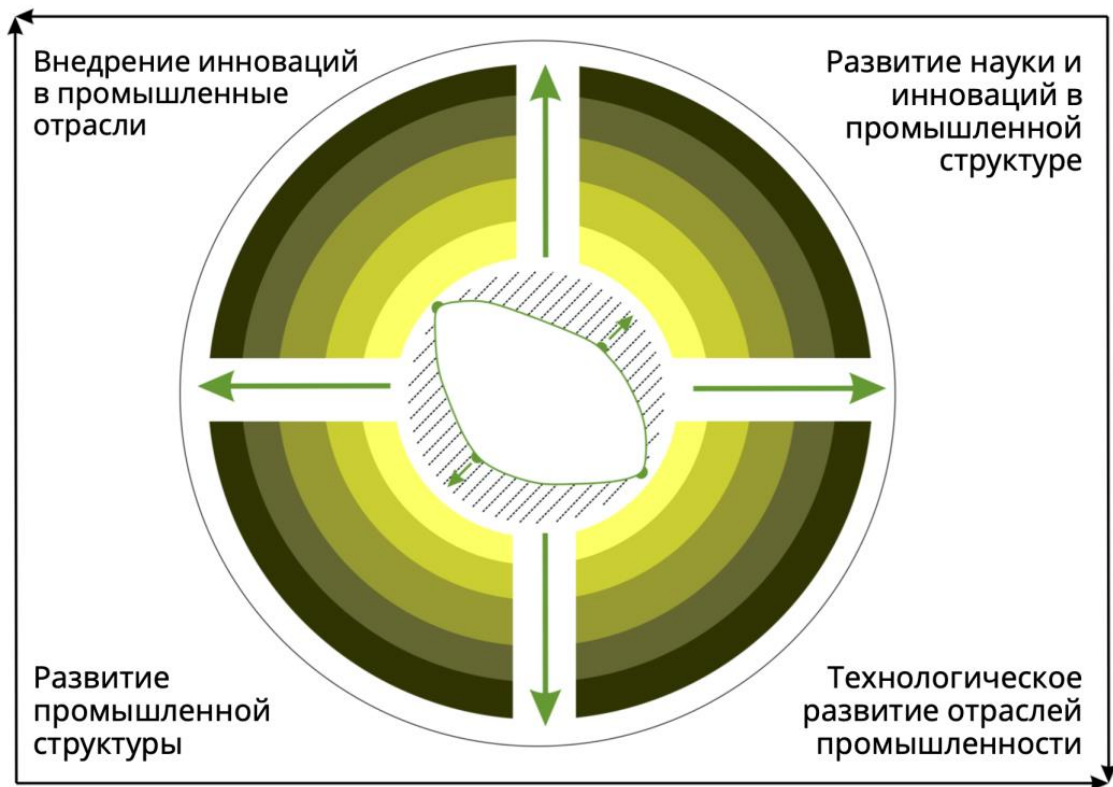 Внедрение инноваций
в промышленные
отрасли
Развитие науки и
инноваций в
промышленной
структуре
Развитие
промышленной
структуры
Технологическое
развитие отраслей
промышленности